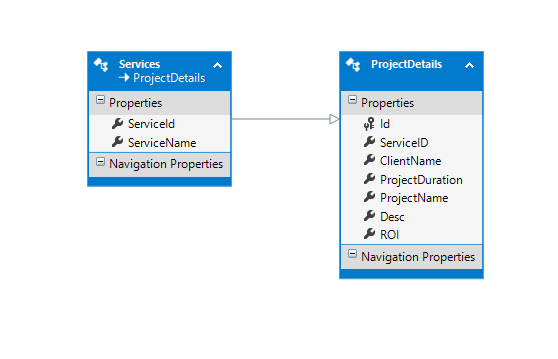 Services
ProjectDetails
Properties
ServiceId
ServiceName
Navigation Properties
ProjectDetails
Properties
Id
ServiceID
ClientName
ProjectDuration
ProjectName
Desc
ROI
Navigation Properties